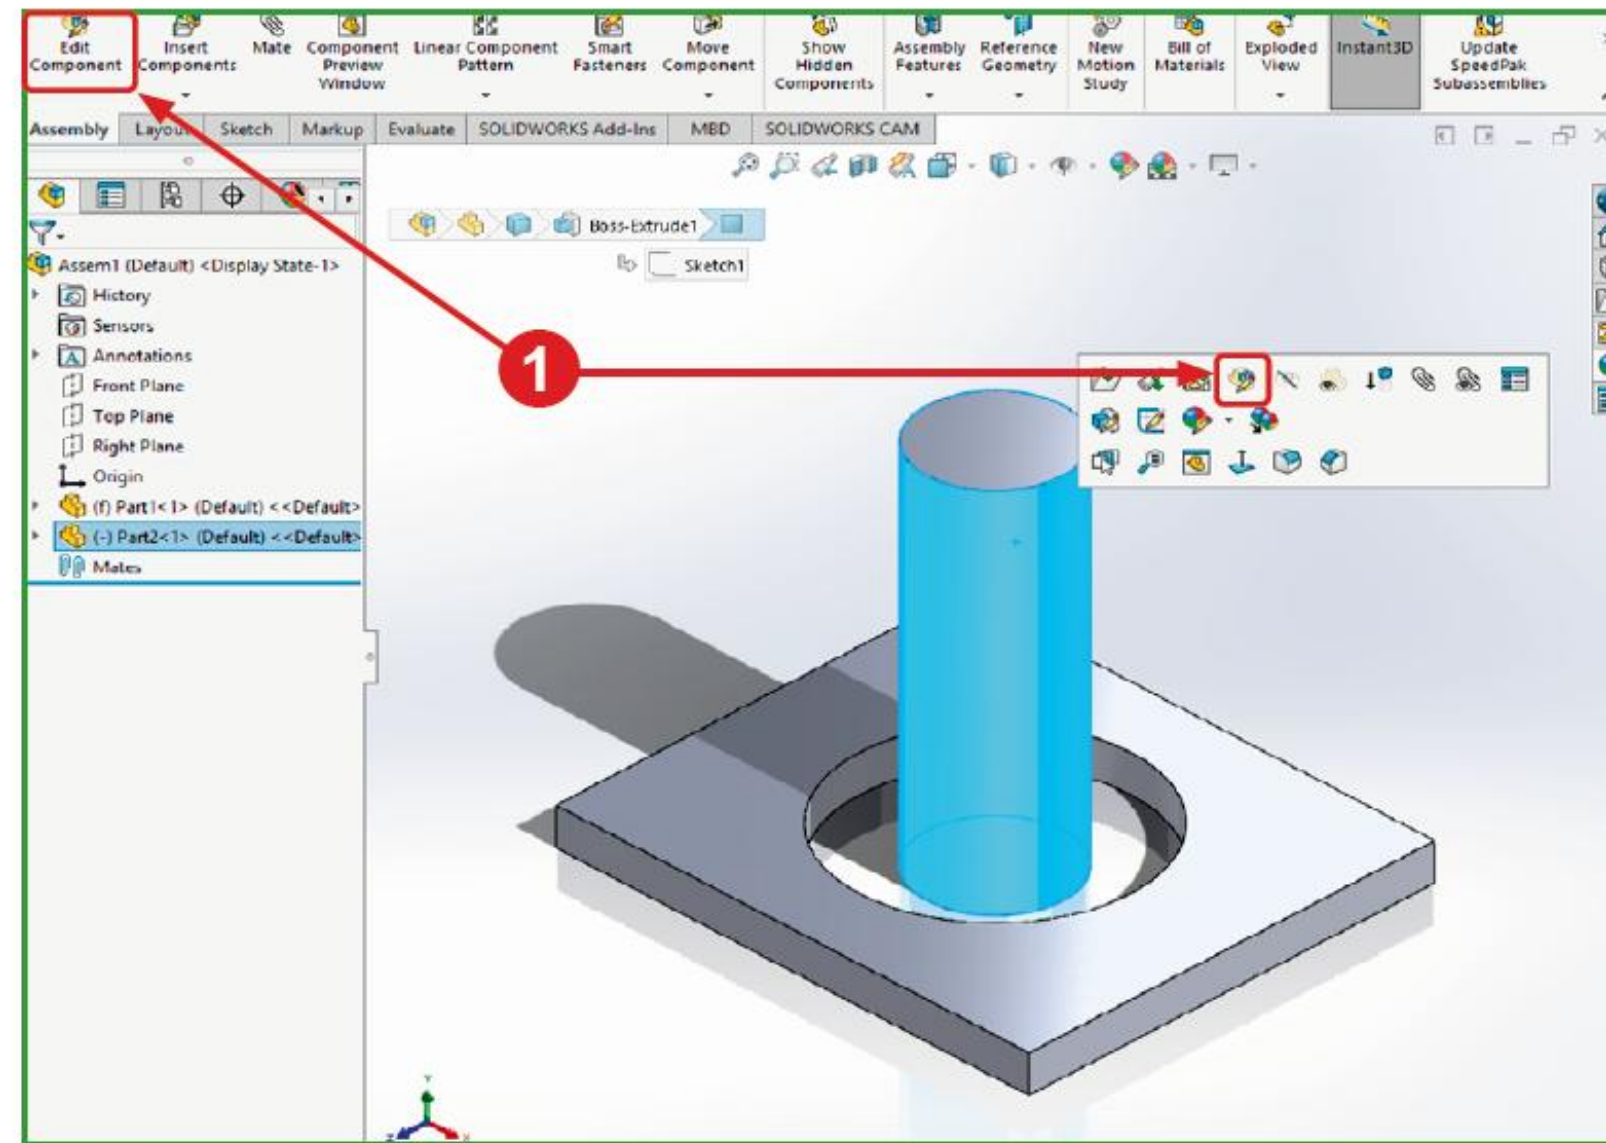 Edit
Component
Insert
Components
Mate
Component
Preview
Window
Linear Component
Pattern
Smart
Fasteners
Move
Component
Show
Hidden
Components
Assembly
Features
Reference
Geometry
New
Motion
Study
Bill of
Materials
Exploded
View
Instant3D
Update
SpeedPak
Subassemblies
Assembly Layout Sketch Markup Evaluate SOLIDWORKS Add-Ins MBD SOLIDWORKS CAM
Boss-Extrude1
Sketch1
Assem1 (Default) <Display State-1>
History
Sensors
A Annotations
Front Plane
Top Plane
Right Plane
Origin
(f) Part1<1> (Default) <<Default>
(-) Part2<1> (Default) <<Default>
Mates
1
Y
Z
X